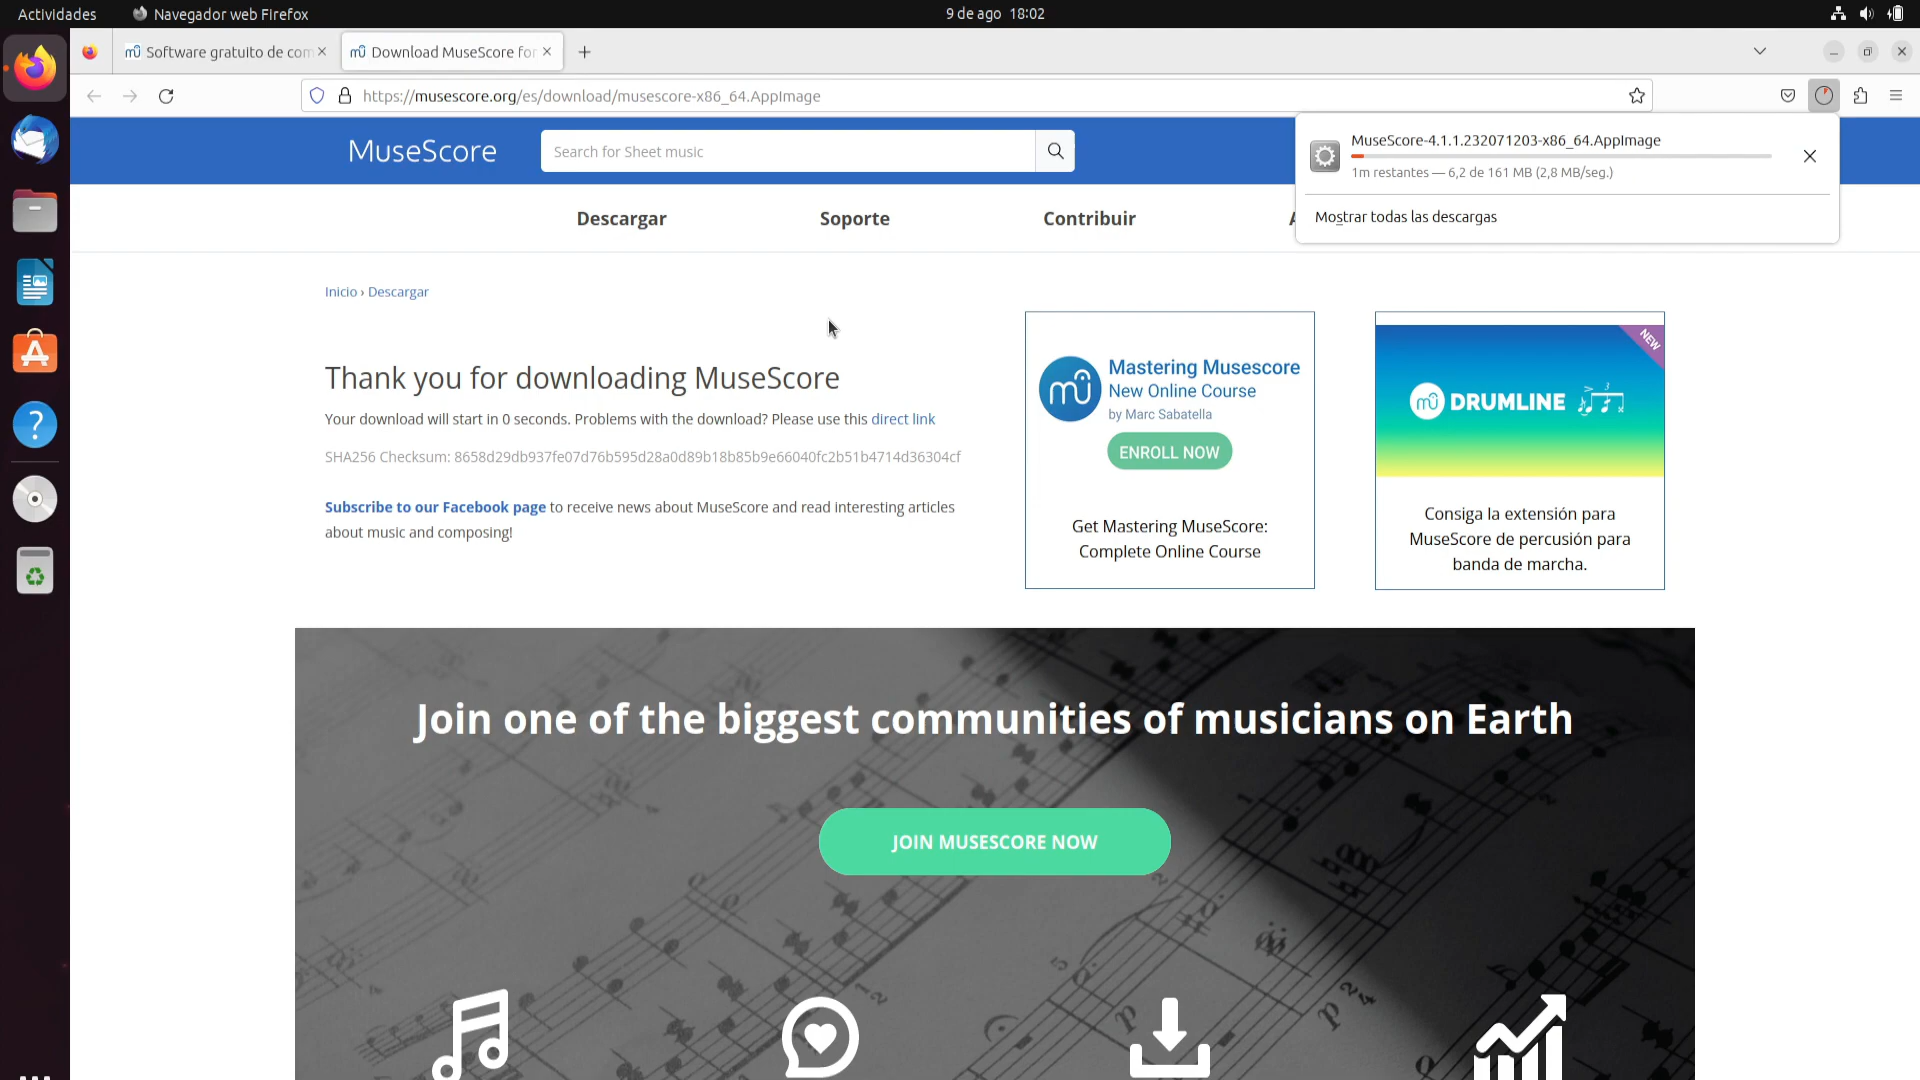 Actividades
Navegador web Firefox
9 de ago 18:02
Software gratuito de com
Download MuseScore for
https://musescore.org/es/download/musescore-x86_64.AppImage
MuseScore
Search for Sheet music
MuseScore-4.1.1.232071203-x86_64.AppImage
1m restantes — 6,2 de 161 MB (2,8 MB/seg.)
Mostrar todas las descargas
Descargar
Soporte
Contribuir
Inicio › Descargar
Thank you for downloading MuseScore
Your download will start in 0 seconds. Problems with the download? Please use this direct link
SHA256 Checksum: 8658d29db937fe07d76b595d28a0d89b18b85b9e66040fc2b51b4714d36304cf
Subscribe to our Facebook page to receive news about MuseScore and read interesting articles
about music and composing!
Mastering Musescore
New Online Course
by Marc Sabatella
ENROLL NOW
Get Mastering MuseScore:
Complete Online Course
NEW
DRUMLINE
Consiga la extensión para
MuseScore de percusión para
banda de marcha.
Join one of the biggest communities of musicians on Earth
JOIN MUSESCORE NOW